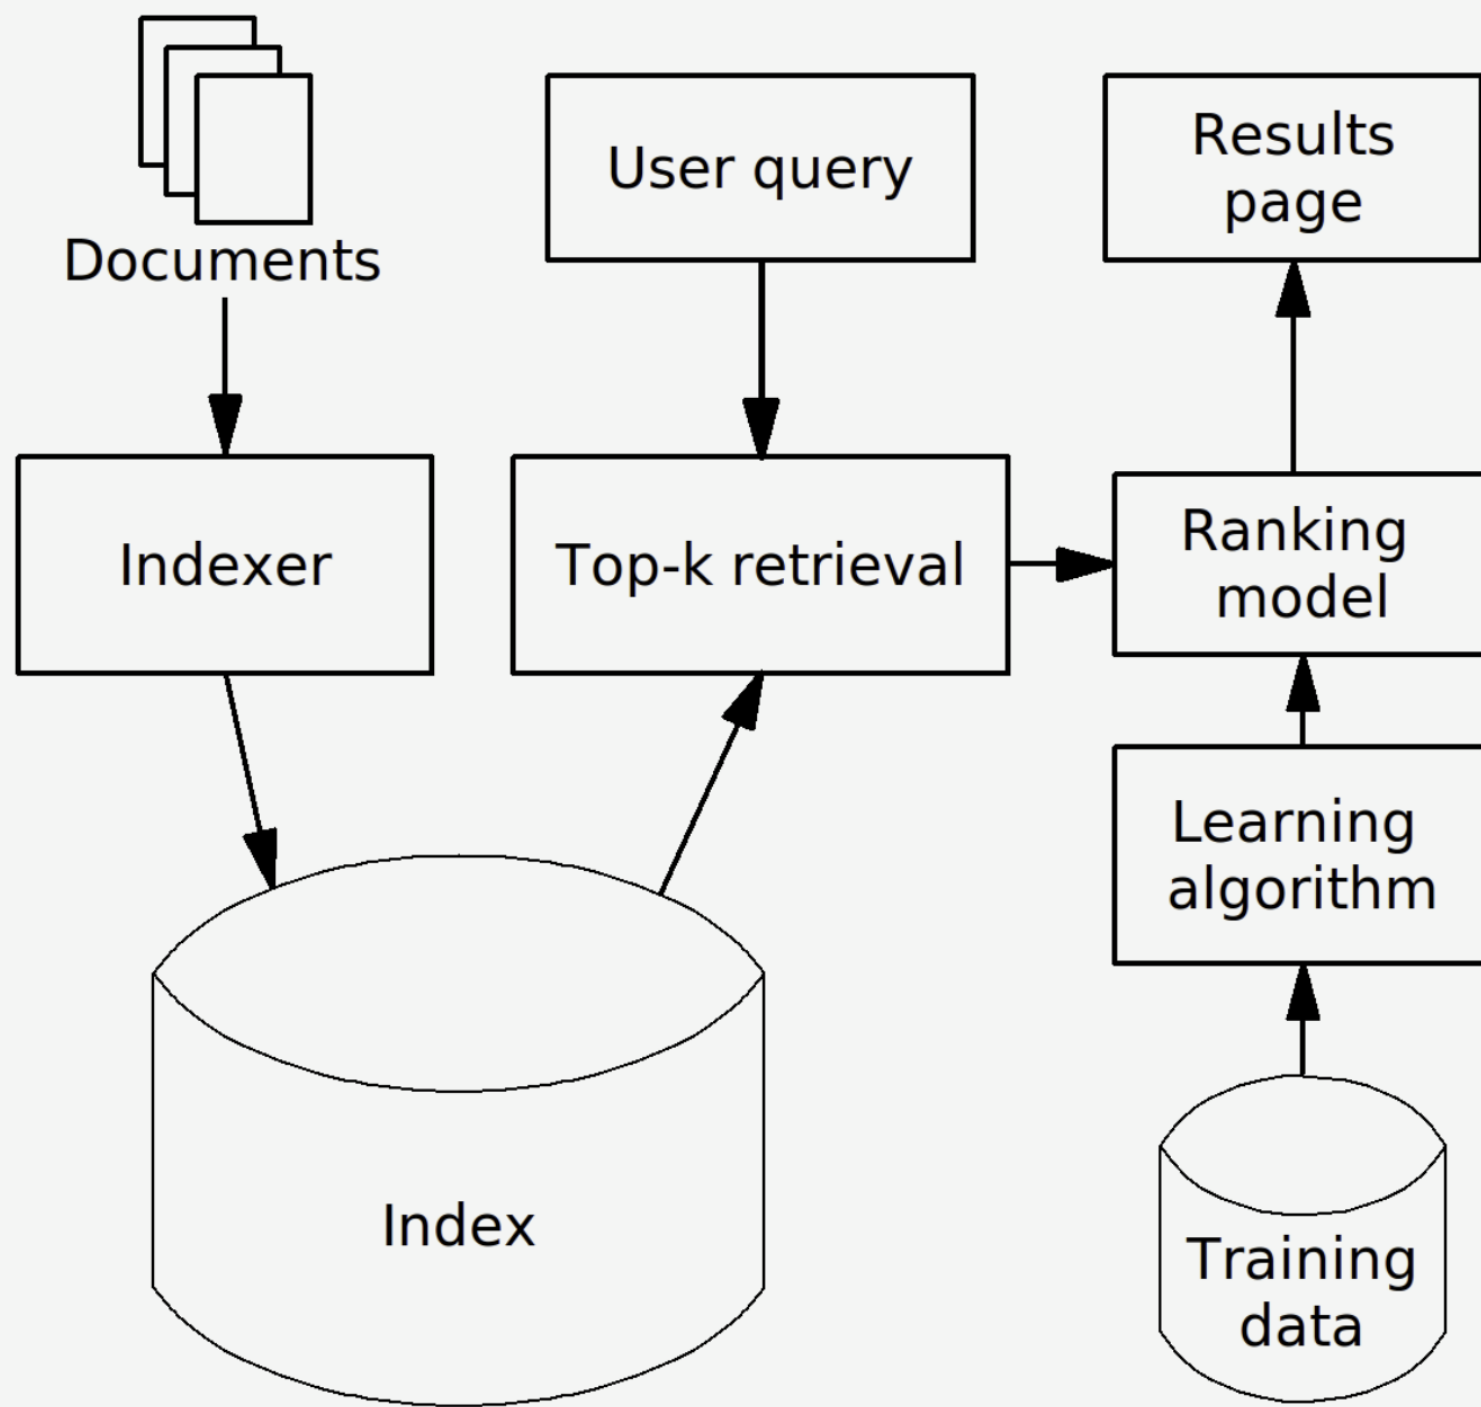 Documents
User query
Results
page
Indexer
Top-k retrieval
Ranking
model
Learning
algorithm
Index
Training
data